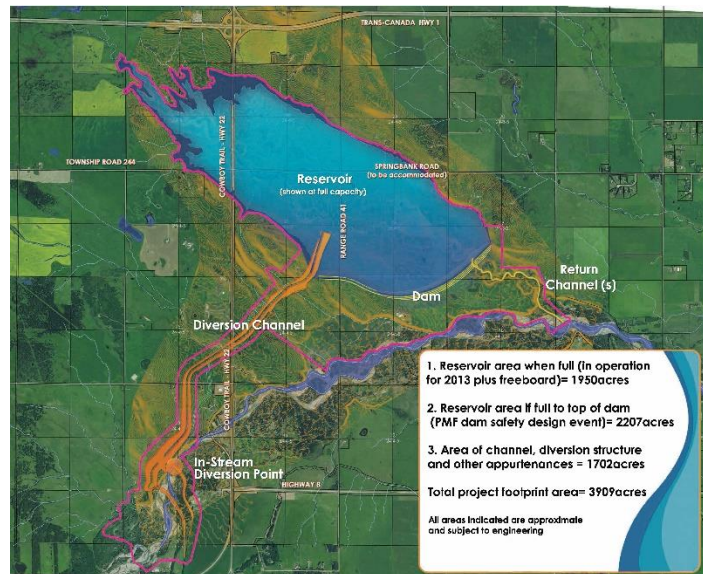 TRANS-CANADA HWY 1
TOWNSHIP ROAD 244
COWBOY TRAIL - HWY 22
Reservoir
(shown at full capacity)
SPRINGBANK ROAD
(to be accommodated)
RANGE ROAD 41
Return
Channel (s)
Dam
Diversion Channel
COWBOY TRAIL - HWY 22
In-Stream
Diversion Point
HIGHWAY 8
1. Reservoir area when full (in operation
for 2013 plus freeboard)= 1950acres
2. Reservoir area if full to top of dam
(PMF dam safety design event)= 2207acres
3. Area of channel, diversion structure
and other appurtenances = 1702acres
Total project footprint area= 3909acres
All areas indicated are approximate
and subject to engineering